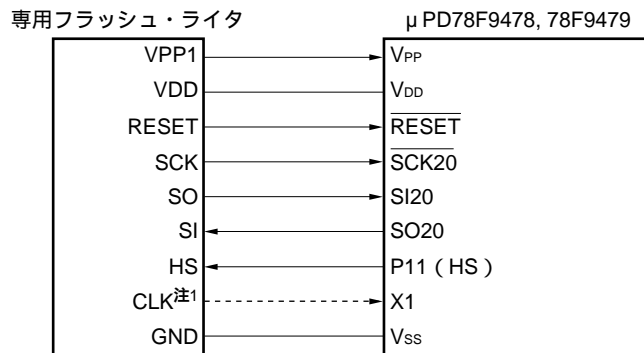 専用フラッシュ・ライタ μPD78F9478, 78F9479
VPP1 VPP
VDD VDD
RESET RESET
SCK SCK20
SO SI20
SI SO20
HS P11（HS）
CLK注1 X1
GND VSS